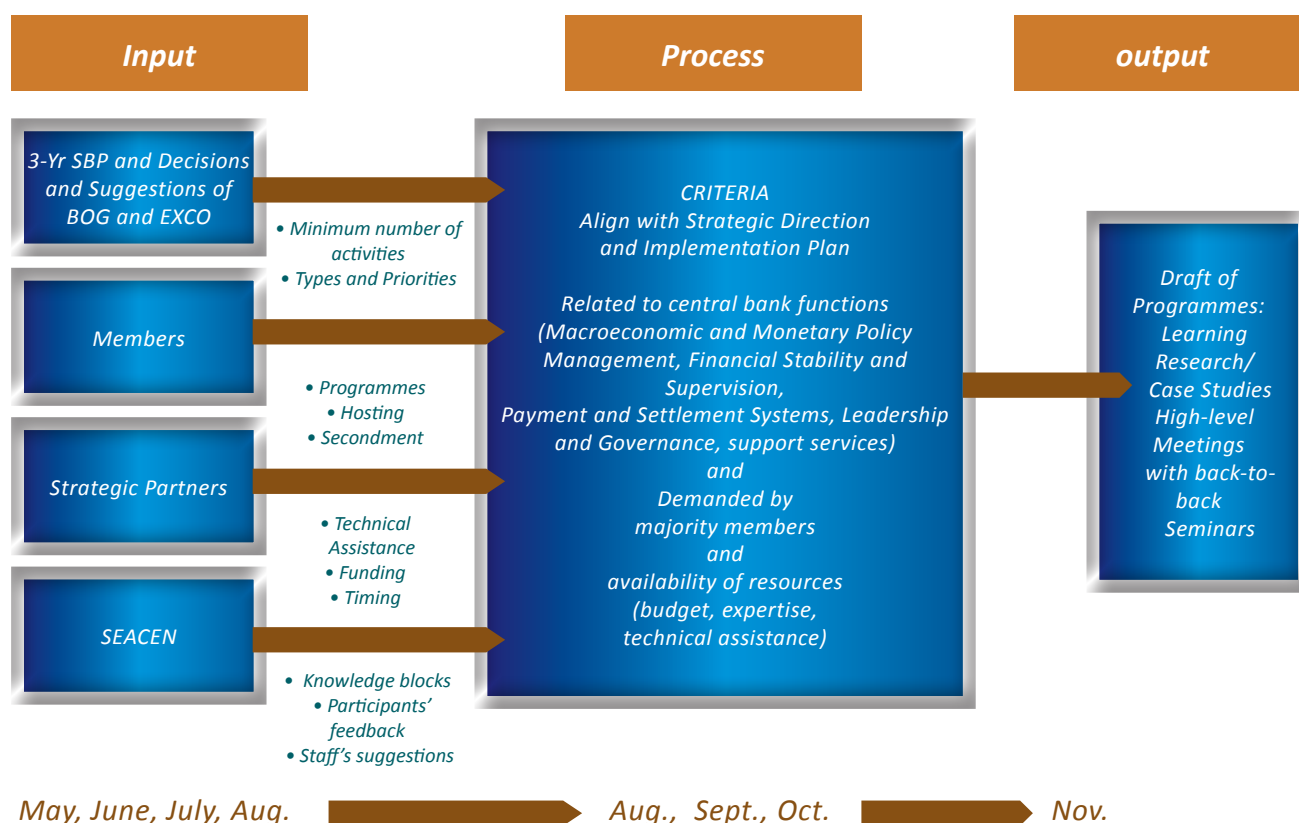 Input
Process
output
3-Yr SBP and Decisions
and Suggestions of
BOG and EXCO
• Minimum number of
activities
• Types and Priorities
Members
• Programmes
• Hosting
• Secondment
Strategic Partners
• Technical
Assistance
• Funding
• Timing
SEACEN
• Knowledge blocks
• Participants’
feedback
• Staff’s suggestions
CRITERIA
Align with Strategic Direction
and Implementation Plan
Related to central bank functions
(Macroeconomic and Monetary Policy
Management, Financial Stability and
Supervision,
Payment and Settlement Systems, Leadership
and Governance, support services)
and
Demanded by
majority members
and
availability of resources
(budget, expertise,
technical assistance)
Draft of
Programmes:
Learning
Research/
Case Studies
High-level
Meetings
with back-to-
back
Seminars
May, June, July, Aug.
Aug., Sept., Oct.
Nov.